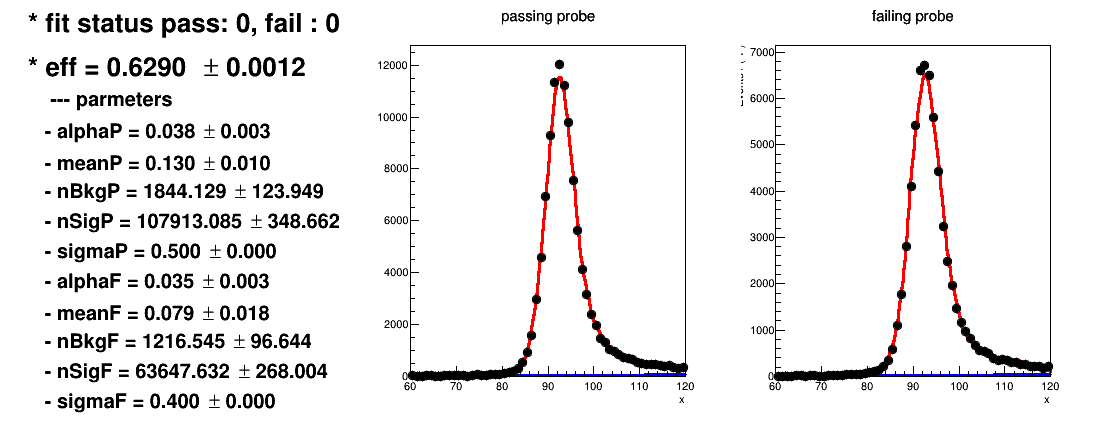 * fit status pass: 0, fail : 0
* eff = 0.6290 ± 0.0012
--- parmeters
- alphaP = 0.038 ± 0.003
- meanP = 0.130 ± 0.010
- nBkgP = 1844.129 ± 123.949
- nSigP = 107913.085 ± 348.662
- sigmaP = 0.500 ± 0.000
- alphaF = 0.035 ± 0.003
- meanF = 0.079 ± 0.018
- nBkgF = 1216.545 ± 96.644
- nSigF = 63647.632 ± 268.004
- sigmaF = 0.400 ± 0.000
passing probe
12000
10000
8000
6000
4000
2000
0
60 70 80 90 100 110 120
x
failing probe
7000
6000
5000
4000
3000
2000
1000
0
60 70 80 90 100 110 120
x